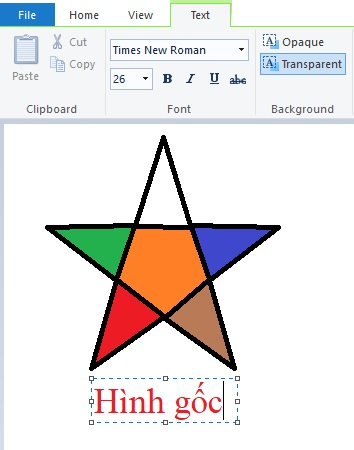 File Home View Text
Cut
Copy
Paste
Clipboard
Times New Roman
26 B I U abc
Font
Opaque
Transparent
Background
Hình gốc